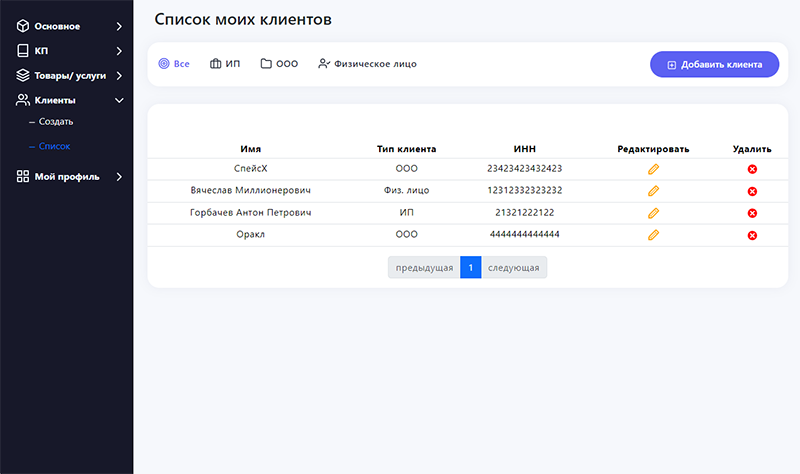 Список моих клиентов
Основное
КП
Товары/ услуги
Клиенты
– Создать
– Список
Мой профиль
Все ИП ООО Физическое лицо Добавить клиента
Имя Тип клиента ИНН Редактировать Удалить
СпейсХ ООО 23423423432423
Вячеслав Миллионерович Физ. лицо 12312332323232
Горбачев Антон Петрович ИП 21321222122
Оракл ООО 4444444444444
предыдущая 1 следующая